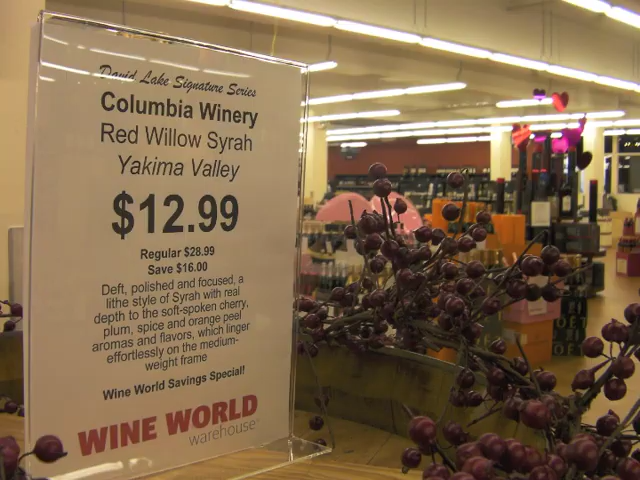 David Lake Signature Series
Columbia Winery
Red Willow Syrah
Yakima Valley
$12.99
Regular $28.99
Save $16.00
Deft, polished and focused, a
lithe style of Syrah with real
depth to the soft-spoken cherry,
plum, spice and orange peel
aromas and flavors, which linger
effortlessly on the medium-
weight frame
Wine World Savings Special!
WINE WORLD
warehouse